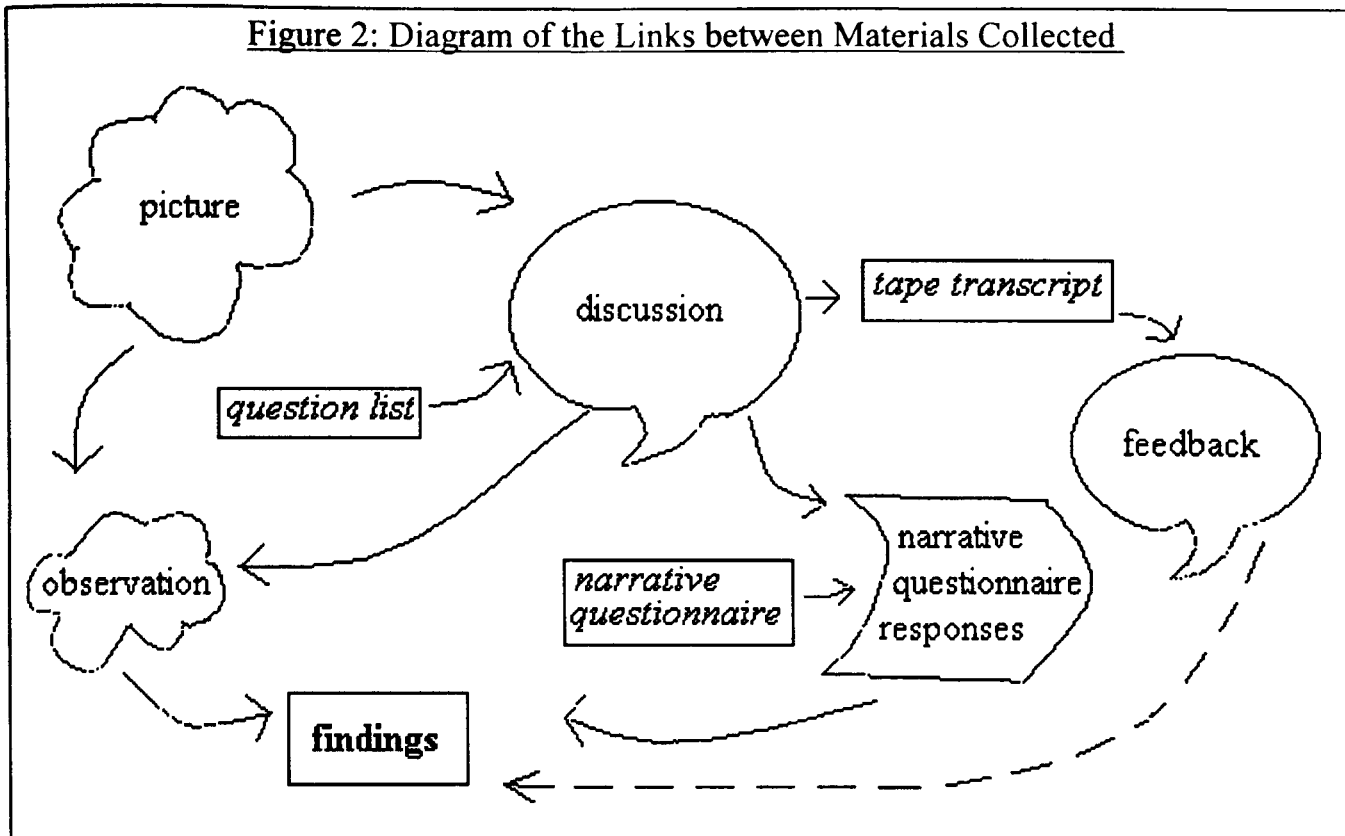 Figure 2: Diagram of the Links between Materials Collected
picture
discussion
tape transcript
question list
feedback
observation
narrative
questionnaire
narrative
questionnaire
responses
findings